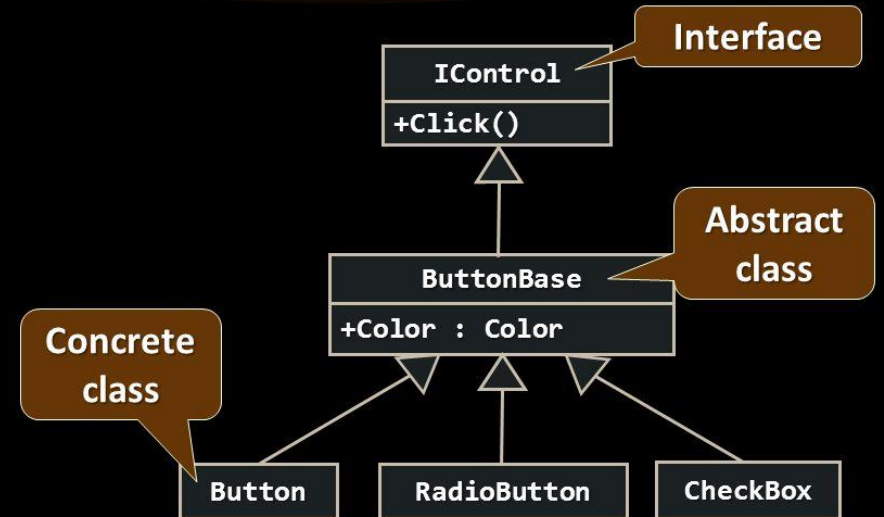 Interface
IControl
+Click()
Abstract
class
ButtonBase
+Color : Color
Concrete
class
Button
RadioButton
CheckBox